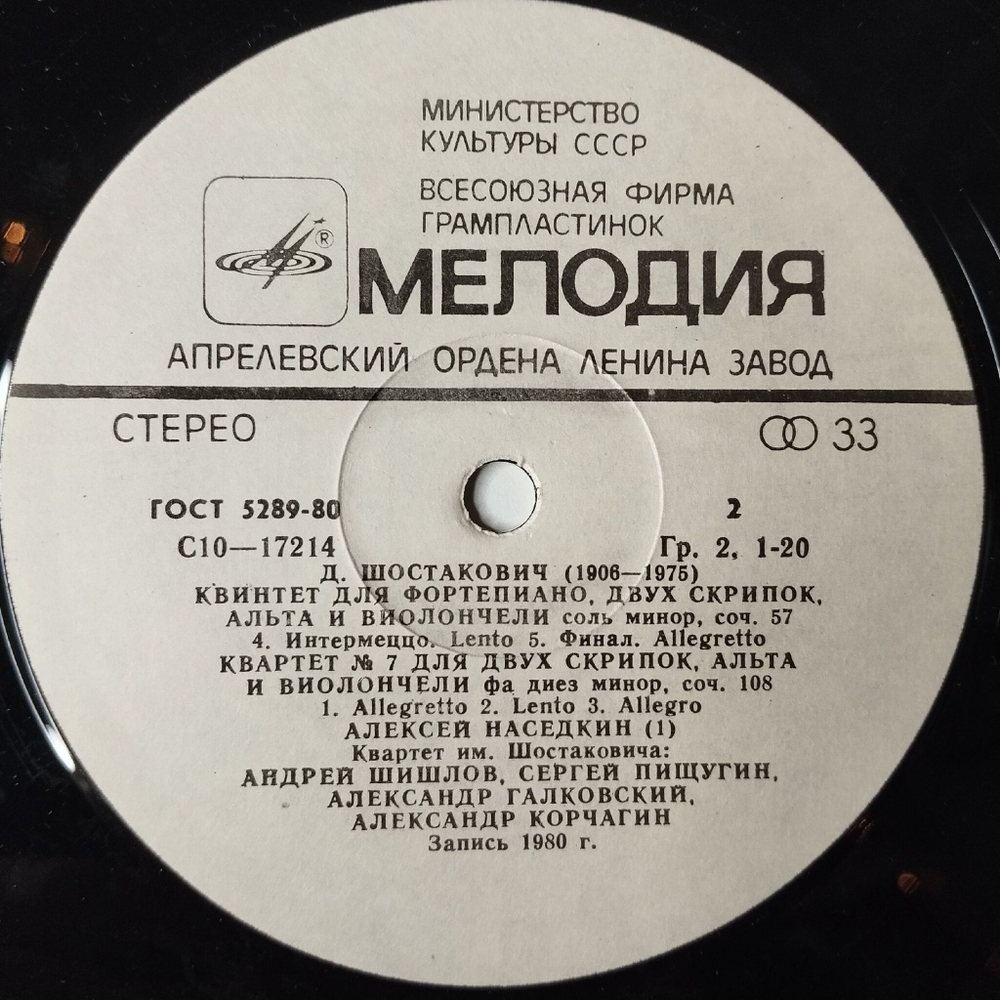 МИНИСТЕРСТВО
КУЛЬТУРЫ СССР
ВСЕСОЮЗНАЯ ФИРМА
ГРАМПЛАСТИНОК
®
МЕЛОДИЯ
АПРЕЛЕВСКИЙ ОРДЕНА ЛЕНИНА ЗАВОД
СТЕРЕО 33
ГОСТ 5289-80 2
С10—17214 Гр. 2, 1-20
Д. ШОСТАКОВИЧ (1906—1975)
КВИНТЕТ ДЛЯ ФОРТЕПИАНО, ДВУХ СКРИПОК,
АЛЬТА И ВИОЛОНЧЕЛИ соль минор, соч. 57
4. Интермеццо. Lento 5. Финал. Allegretto
КВАРТЕТ № 7 ДЛЯ ДВУХ СКРИПОК, АЛЬТА
И ВИОЛОНЧЕЛИ фа диез минор, соч. 108
1. Allegretto 2. Lento 3. Allegro
АЛЕКСЕЙ НАСЕДКИН (1)
Квартет им. Шостаковича:
АНДРЕЙ ШИШЛОВ, СЕРГЕЙ ПИЩУГИН,
АЛЕКСАНДР ГАЛКОВСКИЙ,
АЛЕКСАНДР КОРЧАГИН
Запись 1980 г.